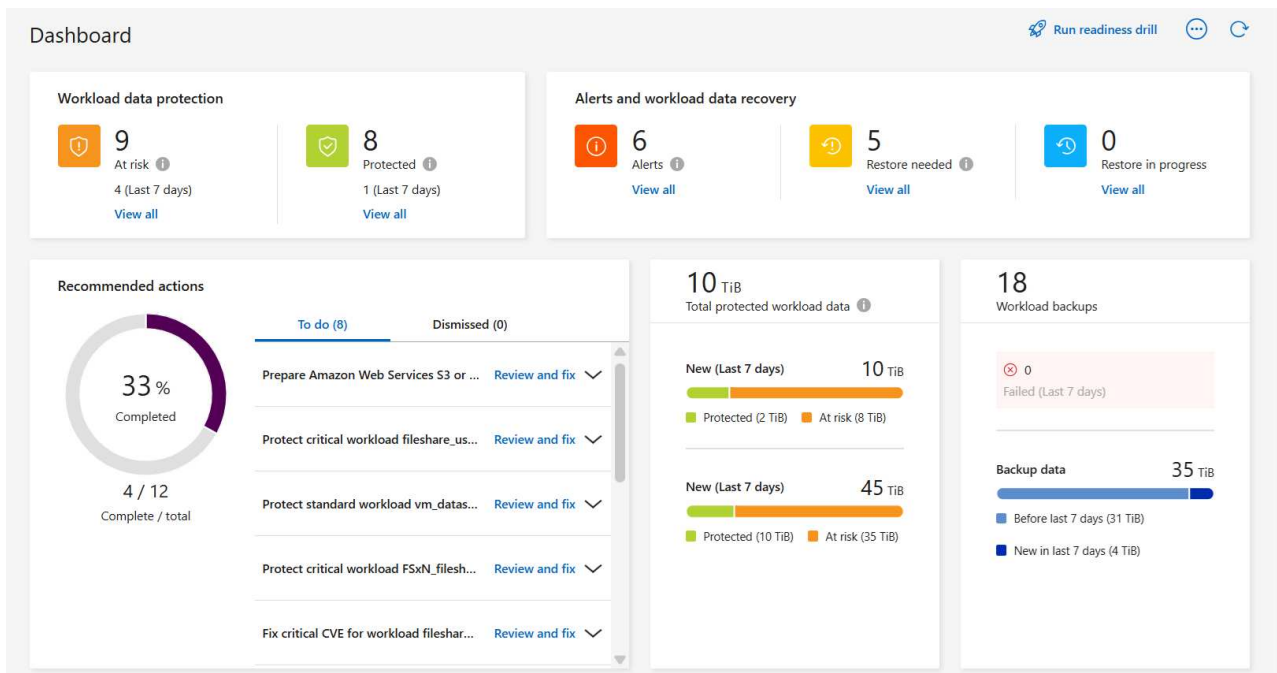 Dashboard
Run readiness drill
Workload data protection
9
At risk
4 (Last 7 days)
View all
8
Protected
1 (Last 7 days)
View all
Alerts and workload data recovery
6
Alerts
View all
5
Restore needed
View all
0
Restore in progress
View all
Recommended actions
33 %
Completed
4 / 12
Complete / total
To do (8)
Dismissed (0)
Prepare Amazon Web Services S3 or ... Review and fix
Protect critical workload fileshare_us... Review and fix
Protect standard workload vm_datas... Review and fix
Protect critical workload FSxN_filesh... Review and fix
Fix critical CVE for workload fileshar... Review and fix
10 TiB
Total protected workload data
New (Last 7 days) 10 TiB
Protected (2 TiB) At risk (8 TiB)
New (Last 7 days) 45 TiB
Protected (10 TiB) At risk (35 TiB)
18
Workload backups
0
Failed (Last 7 days)
Backup data 35 TiB
Before last 7 days (31 TiB)
New in last 7 days (4 TiB)